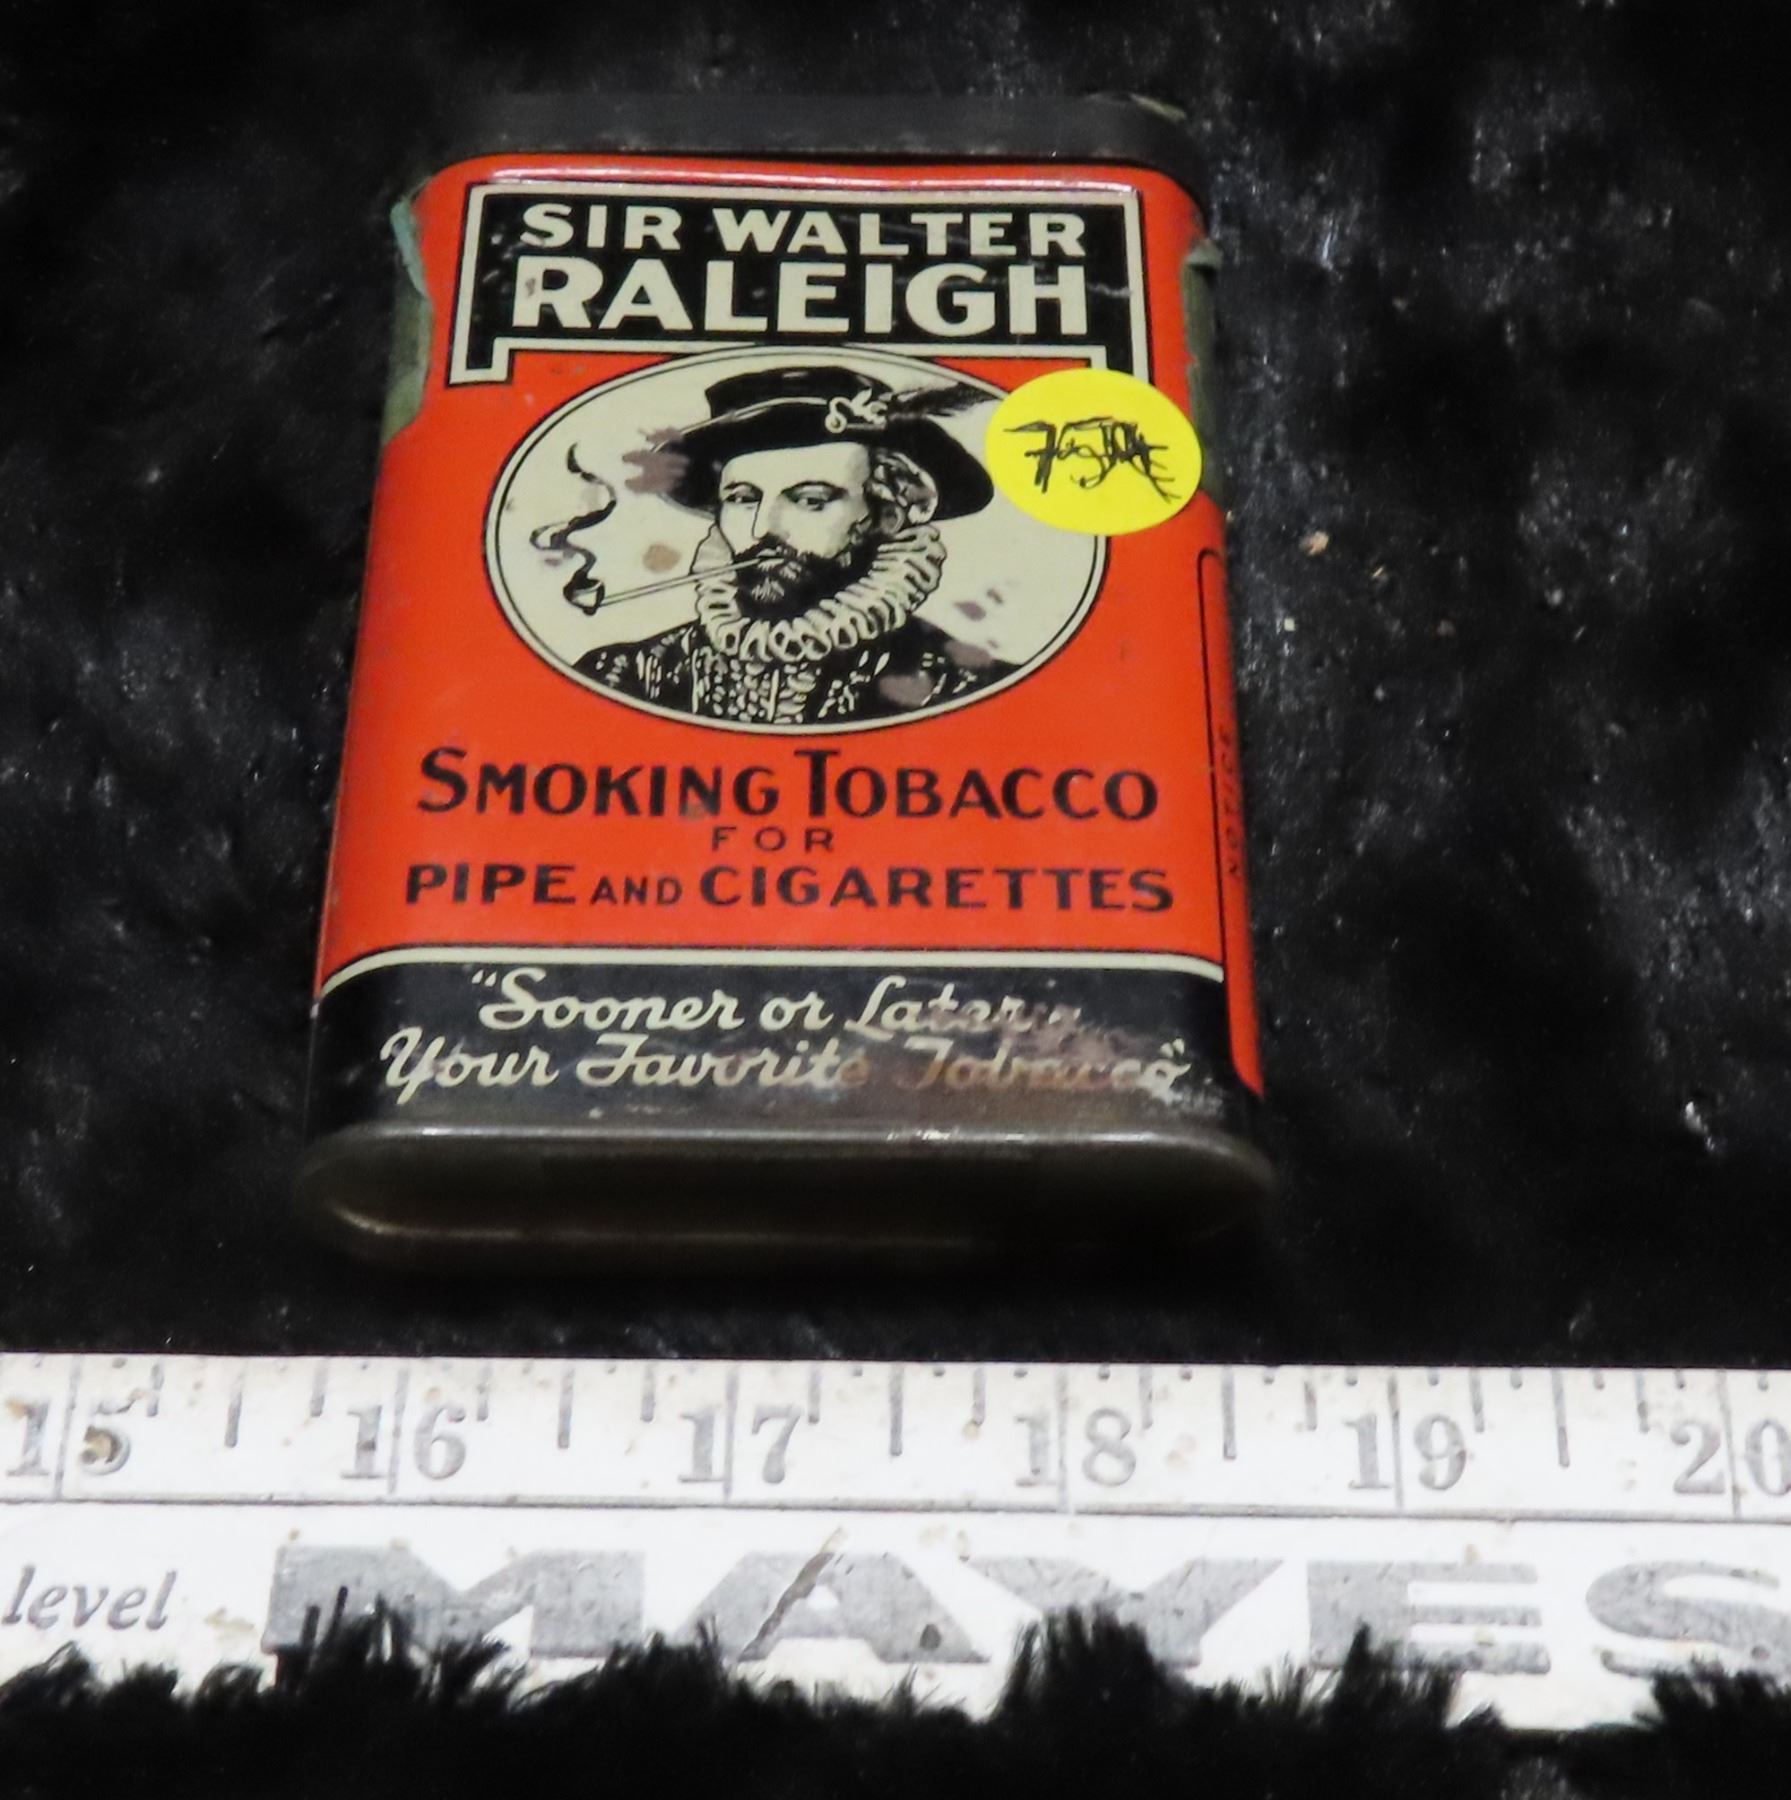 SIR WALTER
RALEIGH
SMOKING TOBACCO
FOR
PIPE AND CIGARETTES
NOTICE
"Sooner or Later
Your Favorite Tobacco"
15 16 17 18 19 20
level MAYES